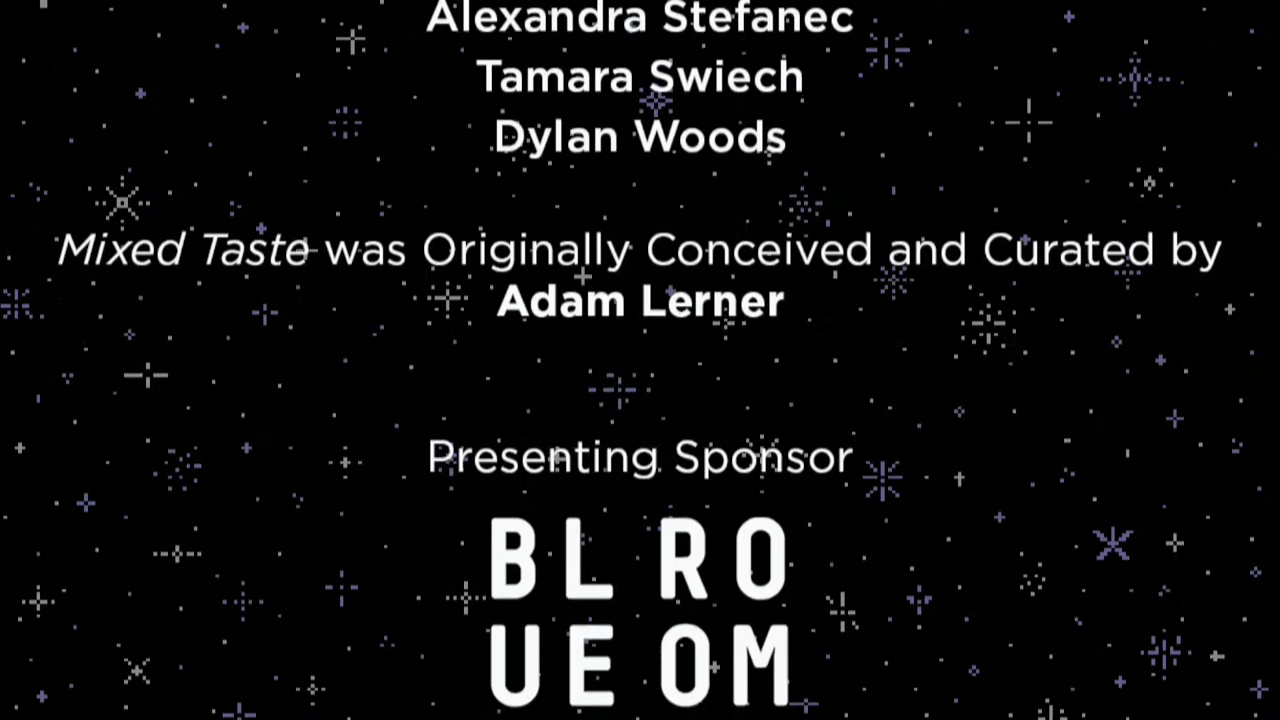 Alexandra Stefanec
Tamara Swiech
Dylan Woods
Mixed Taste was Originally Conceived and Curated by
Adam Lerner
Presenting Sponsor
BL RO
UE OM